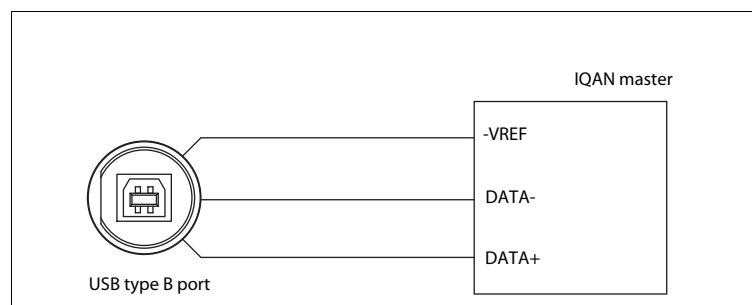 IQAN master
-VREF
DATA-
DATA+
USB type B port